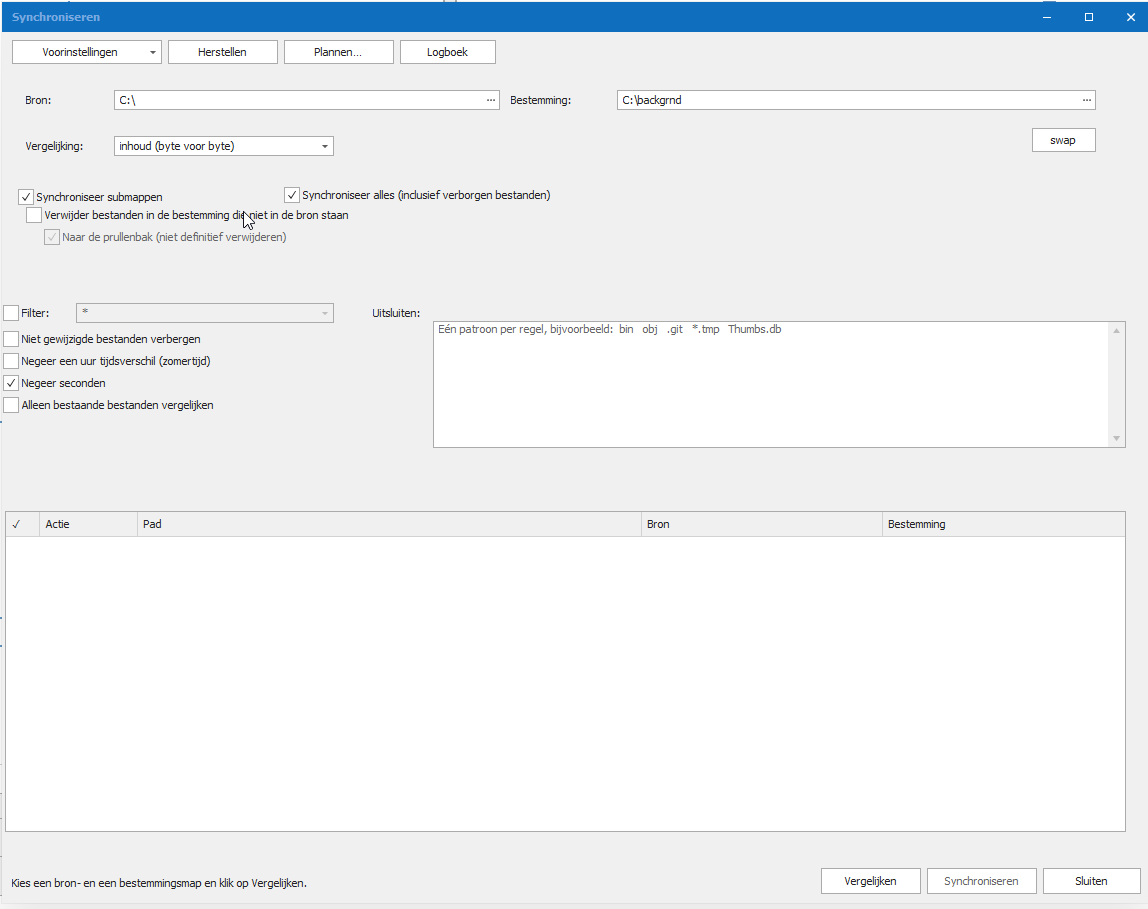 Synchroniseren
Voorinstellingen Herstellen Plannen... Logboek
Bron: C:\ ... Bestemming: C:\backgrnd ...
Vergelijking: inhoud (byte voor byte) swap
Synchroniseer submappen Synchroniseer alles (inclusief verborgen bestanden)
Verwijder bestanden in de bestemming die niet in de bron staan
Naar de prullenbak (niet definitief verwijderen)
Filter: * Uitsluiten:
Eén patroon per regel, bijvoorbeeld: bin obj .git *.tmp Thumbs.db
Niet gewijzigde bestanden verbergen
Negeer een uur tijdsverschil (zomertijd)
Negeer seconden
Alleen bestaande bestanden vergelijken
✓ Actie Pad Bron Bestemming
Kies een bron- en een bestemmingsmap en klik op Vergelijken.
Vergelijken Synchroniseren Sluiten